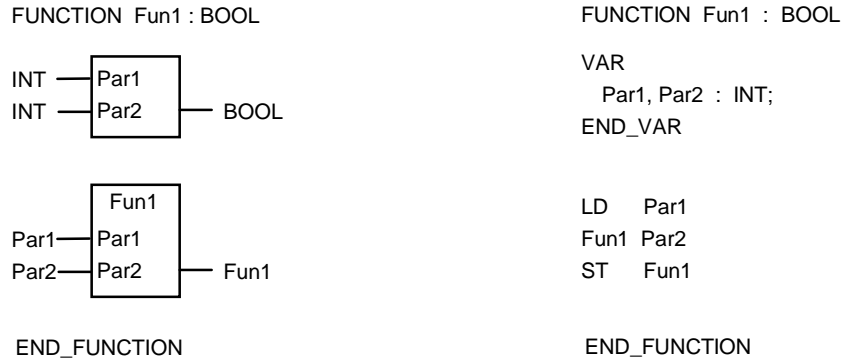 FUNCTION Fun1 : BOOL
INT Par1
INT Par2 BOOL
Fun1
Par1 Par1
Par2 Par2 Fun1
END_FUNCTION
FUNCTION Fun1 : BOOL
VAR
Par1, Par2 : INT;
END_VAR
LD Par1
Fun1 Par2
ST Fun1
END_FUNCTION